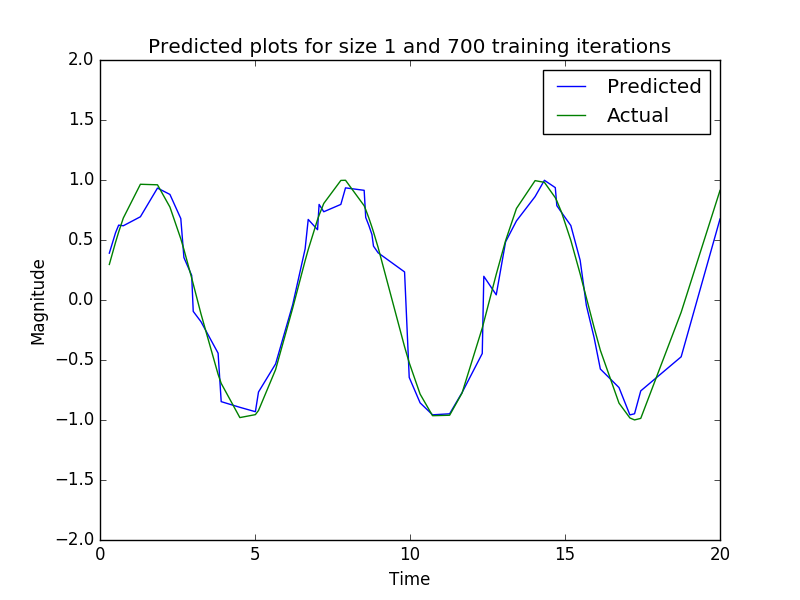 Predicted plots for size 1 and 700 training iterations
Predicted
Actual
2.0
1.5
1.0
0.5
0.0
−0.5
−1.0
−1.5
−2.0
Magnitude
0 5 10 15 20
Time